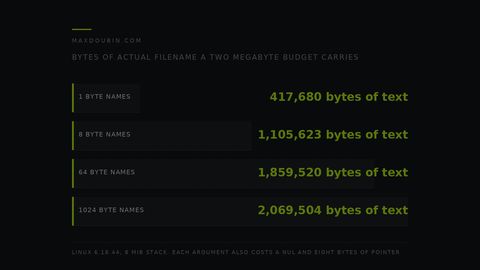 MAXDOURIN.COM
BYTES OF ACTUAL FILENAME A TWO MEGABYTE BUDGET CARRIES
1 BYTE NAMES 417,680 bytes of text
8 BYTE NAMES 1,105,623 bytes of text
64 BYTE NAMES 1,859,520 bytes of text
1024 BYTE NAMES 2,069,504 bytes of text
LINUX 6.18.44, 8 MIB STACK. EACH ARGUMENT ALSO COSTS A NUL AND EIGHT BYTES OF POINTER